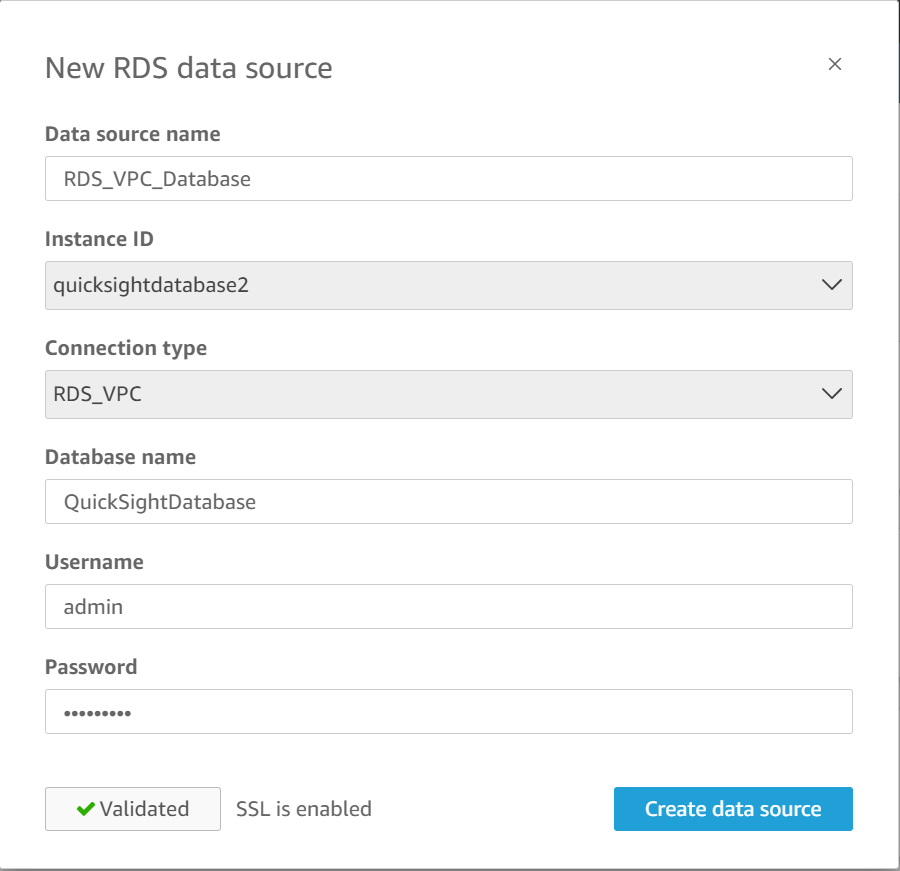 New RDS data source
Data source name
RDS_VPC_Database
Instance ID
quicksightdatabase2
Connection type
RDS_VPC
Database name
QuickSightDatabase
Username
admin
Password
•••••••••
Validated SSL is enabled Create data source